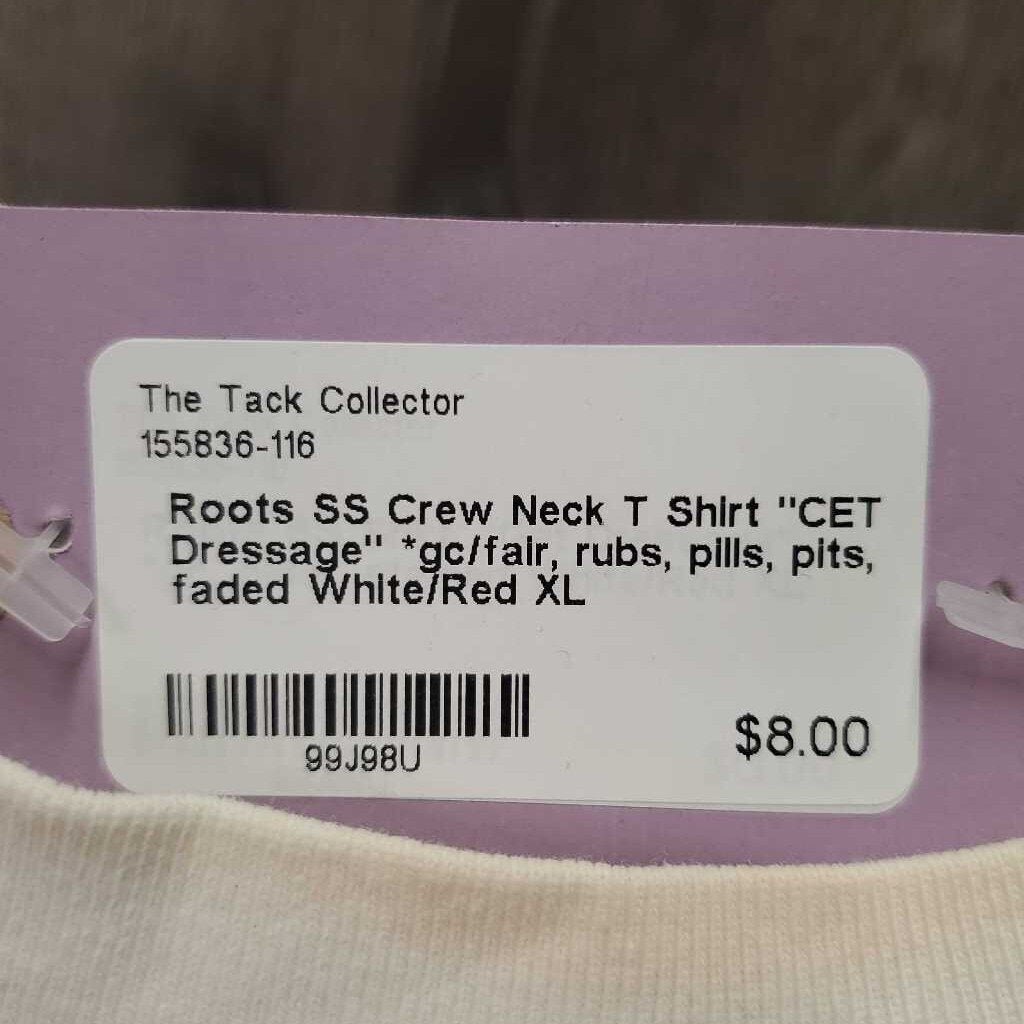 The Tack Collector
155836-116
Roots SS Crew Neck T Shirt "CET
Dressage" *gc/fair, rubs, pills, pits,
faded White/Red XL
99J98U
$8.00